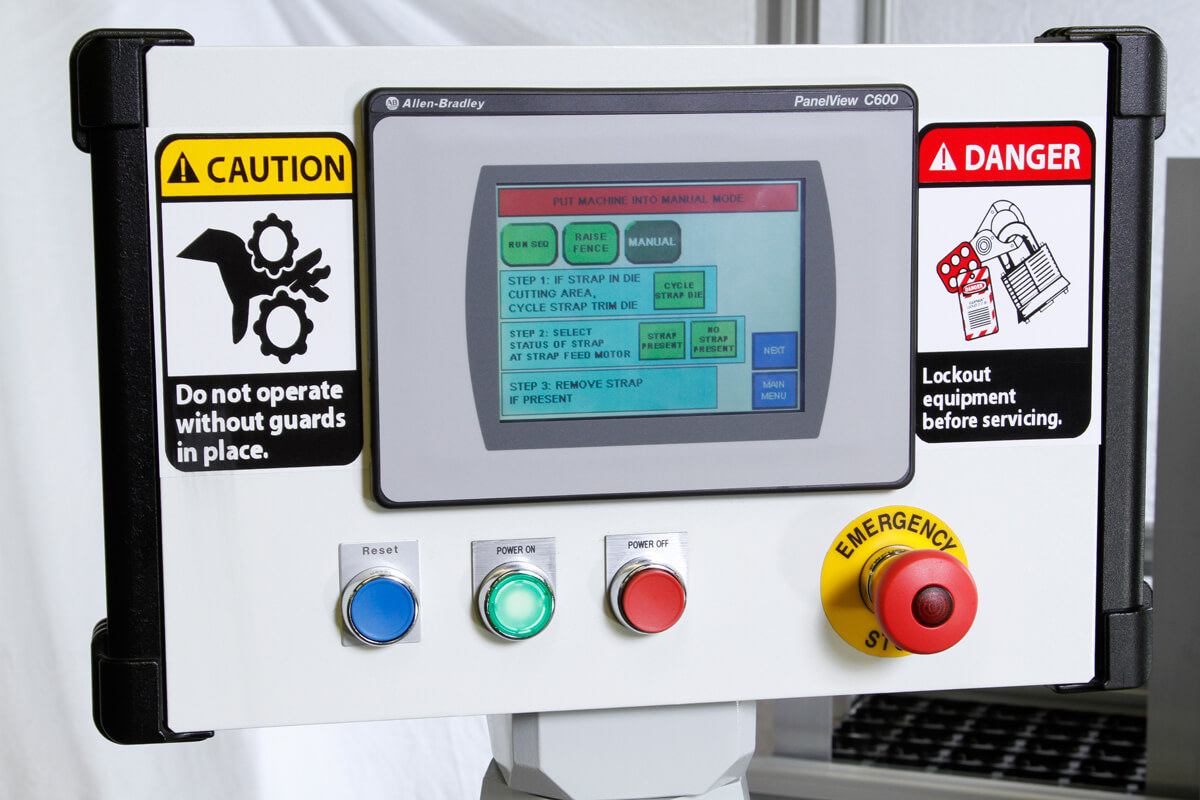 Allen-Bradley
PanelView C600
CAUTION
Do not operate
without guards
in place.
PUT MACHINE INTO MANUAL MODE
RUN SEQ
RAISE
FENCE
MANUAL
STEP 1: IF STRAP IN DIE
CUTTING AREA,
CYCLE STRAP TRIM DIE
CYCLE
STRAP DIE
STEP 2: SELECT
STATUS OF STRAP
AT STRAP FEED MOTOR
STRAP
PRESENT
NO
STRAP
PRESENT
NEXT
STEP 3: REMOVE STRAP
IF PRESENT
MAIN
MENU
DANGER
DANGER
Lockout
equipment
before servicing.
Reset
POWER ON
POWER OFF
EMERGENCY